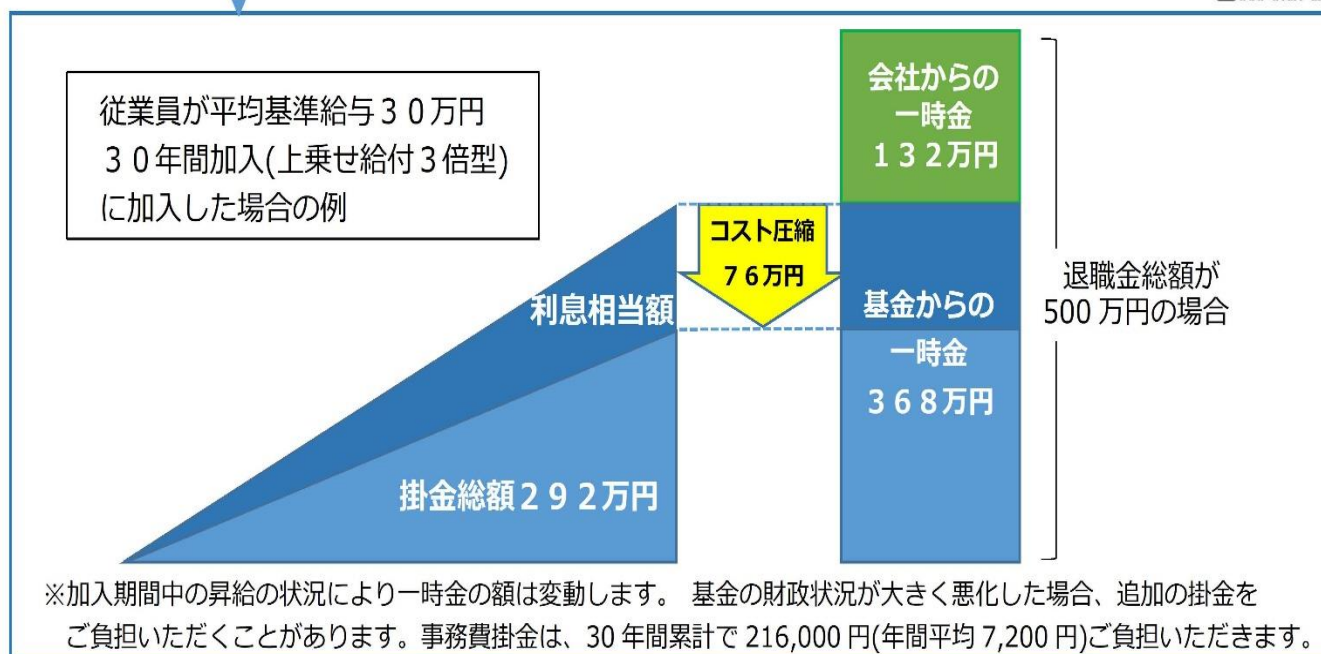 従業員が平均基準給与３０万円
３０年間加入(上乗せ給付３倍型)
に加入した場合の例
会社からの
一時金
１３２万円
コスト圧縮
７６万円
利息相当額
基金からの
一時金
３６８万円
退職金総額が
500 万円の場合
掛金総額２９２万円
※加入期間中の昇給の状況により一時金の額は変動します。 基金の財政状況が大きく悪化した場合、追加の掛金を
ご負担いただくことがあります。事務費掛金は、30 年間累計で 216,000 円(年間平均 7,200 円)ご負担いただきます。